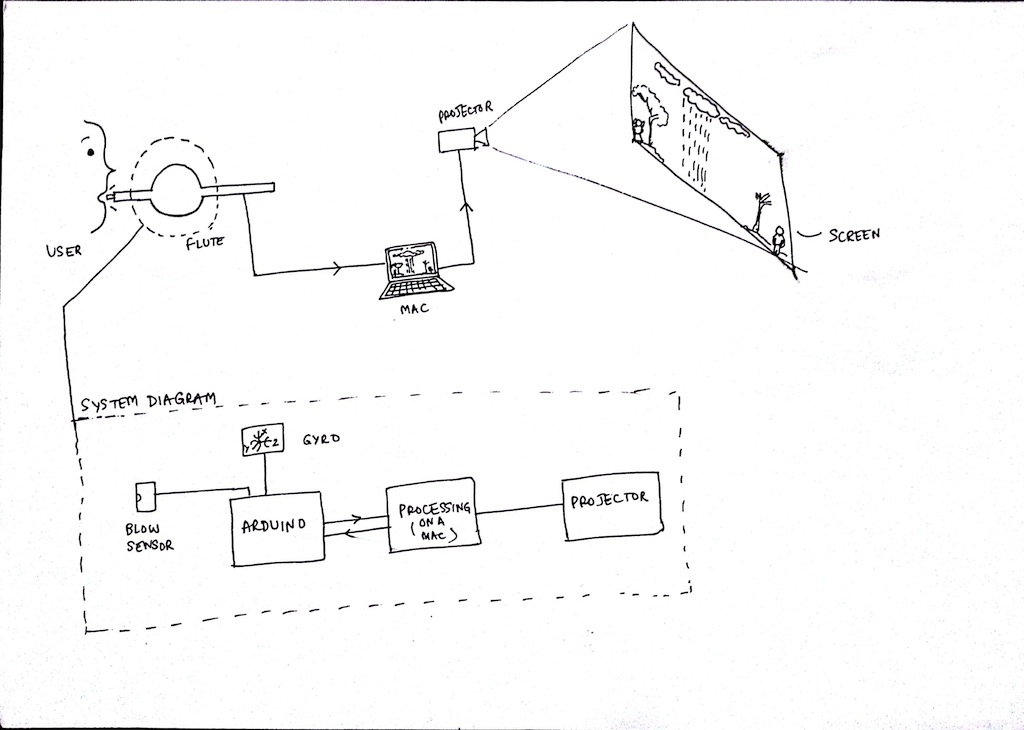 PROJECTOR
USER
FLUTE
MAC
SCREEN
SYSTEM DIAGRAM
X
Y
Z
GYRO
BLOW
SENSOR
ARDUINO
PROCESSING
(ON A
MAC)
PROJECTOR